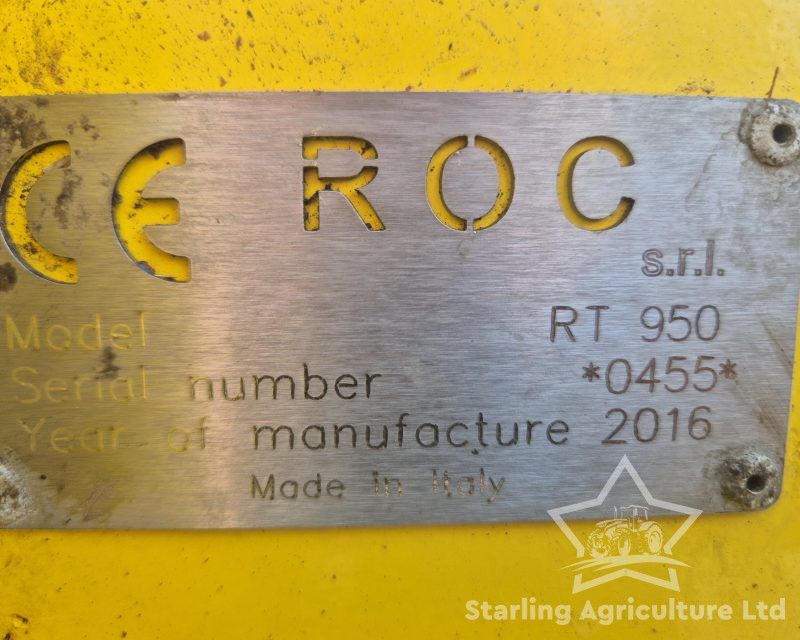 CE ROC
s.r.l.
Model RT 950
Serial number *0455*
Year of manufacture 2016
Made in Italy
Starling Agriculture Ltd